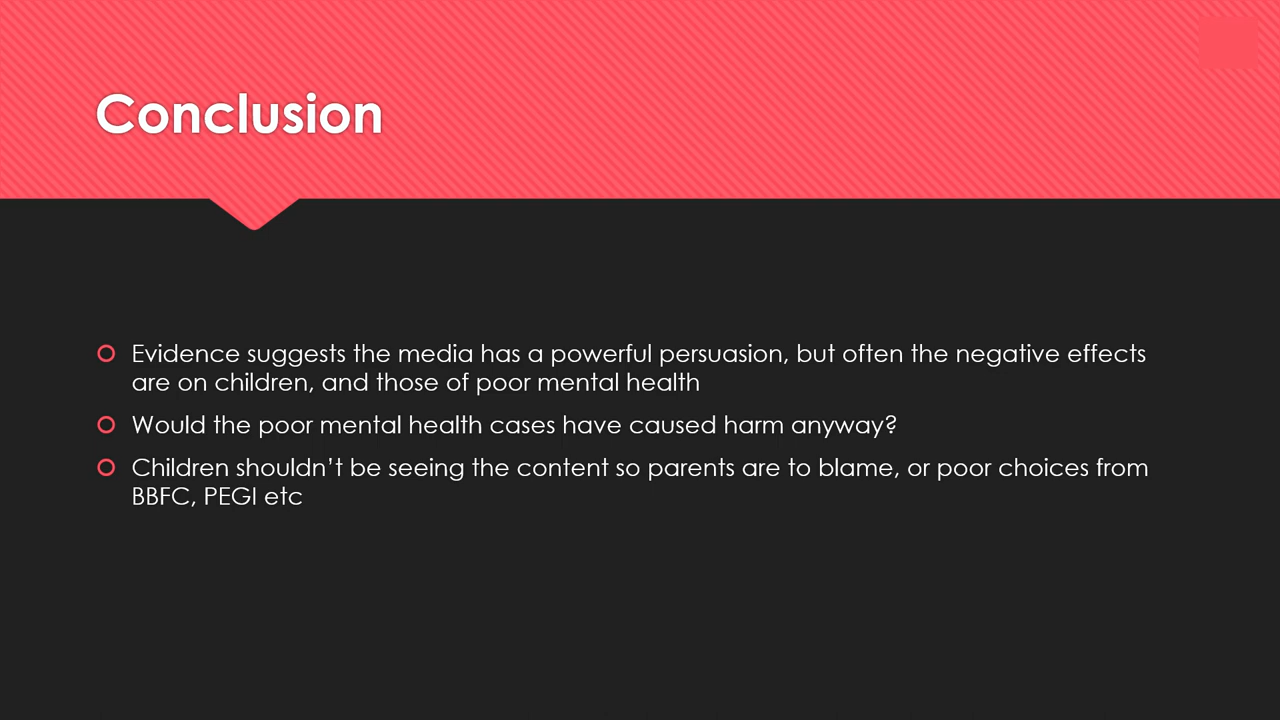 Conclusion
Evidence suggests the media has a powerful persuasion, but often the negative effects
are on children, and those of poor mental health
Would the poor mental health cases have caused harm anyway?
Children shouldn’t be seeing the content so parents are to blame, or poor choices from
BBFC, PEGI etc